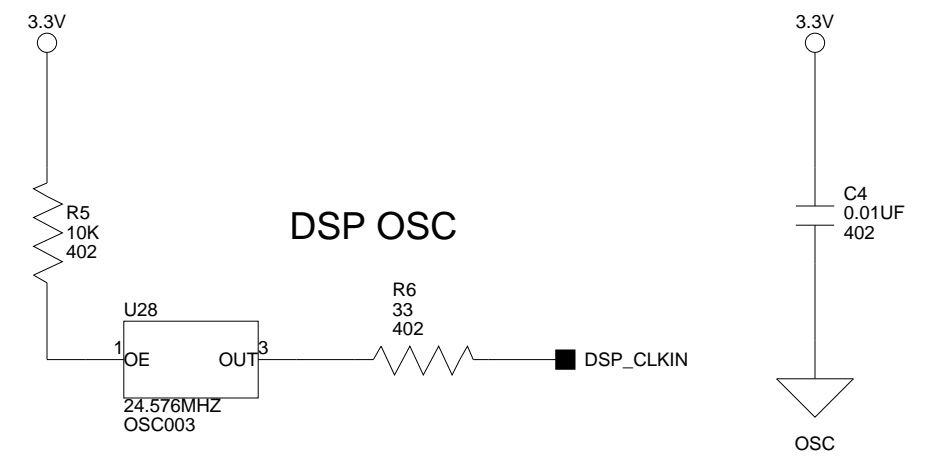 3.3V
3.3V
R5
10K
402
DSP OSC
C4
0.01UF
402
U28
R6
33
402
1
OE
OUT
3
DSP_CLKIN
24.576MHZ
OSC003
OSC